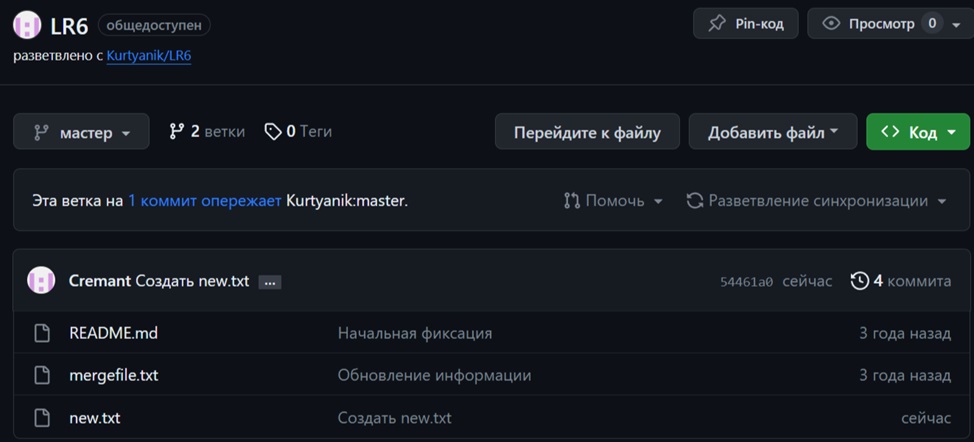 LR6 общедоступен
Pin-код
Просмотр 0
разветвлено с Kurtyanik/LR6
мастер
2 ветки
0 Теги
Перейдите к файлу
Добавить файл
Код
Эта ветка на 1 коммит опережает Kurtyanik:master.
Помочь
Разветвление синхронизации
Cremant Создать new.txt ...
54461a0 сейчас
4 коммита
README.md Начальная фиксация 3 года назад
mergefile.txt Обновление информации 3 года назад
new.txt Создать new.txt сейчас